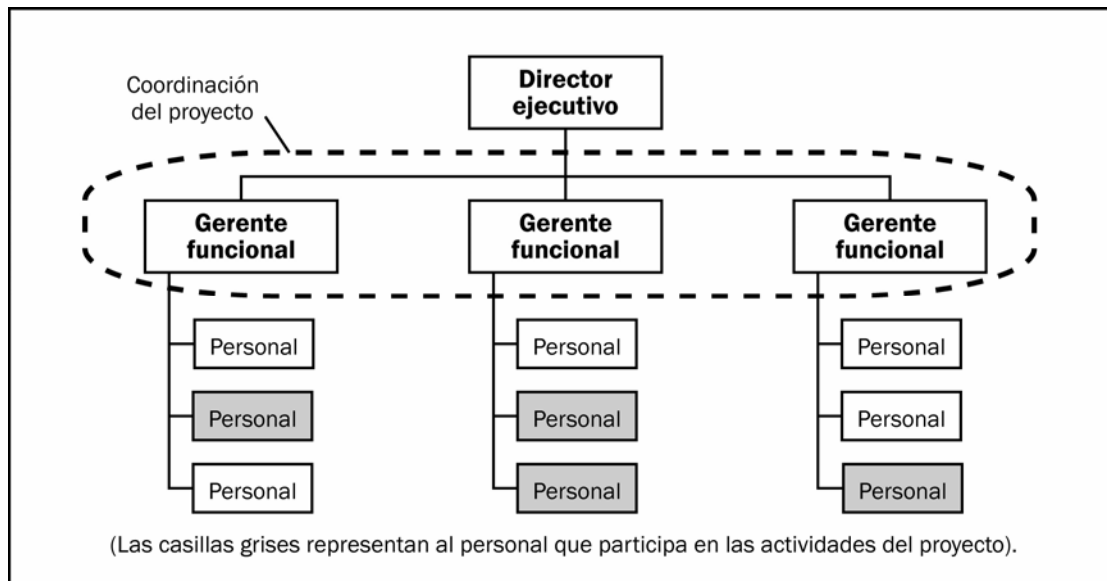 Director
ejecutivo
Coordinación
del proyecto
Gerente
funcional
Gerente
funcional
Gerente
funcional
Personal
Personal
Personal
Personal
Personal
Personal
Personal
Personal
Personal
(Las casillas grises representan al personal que participa en las actividades del proyecto).